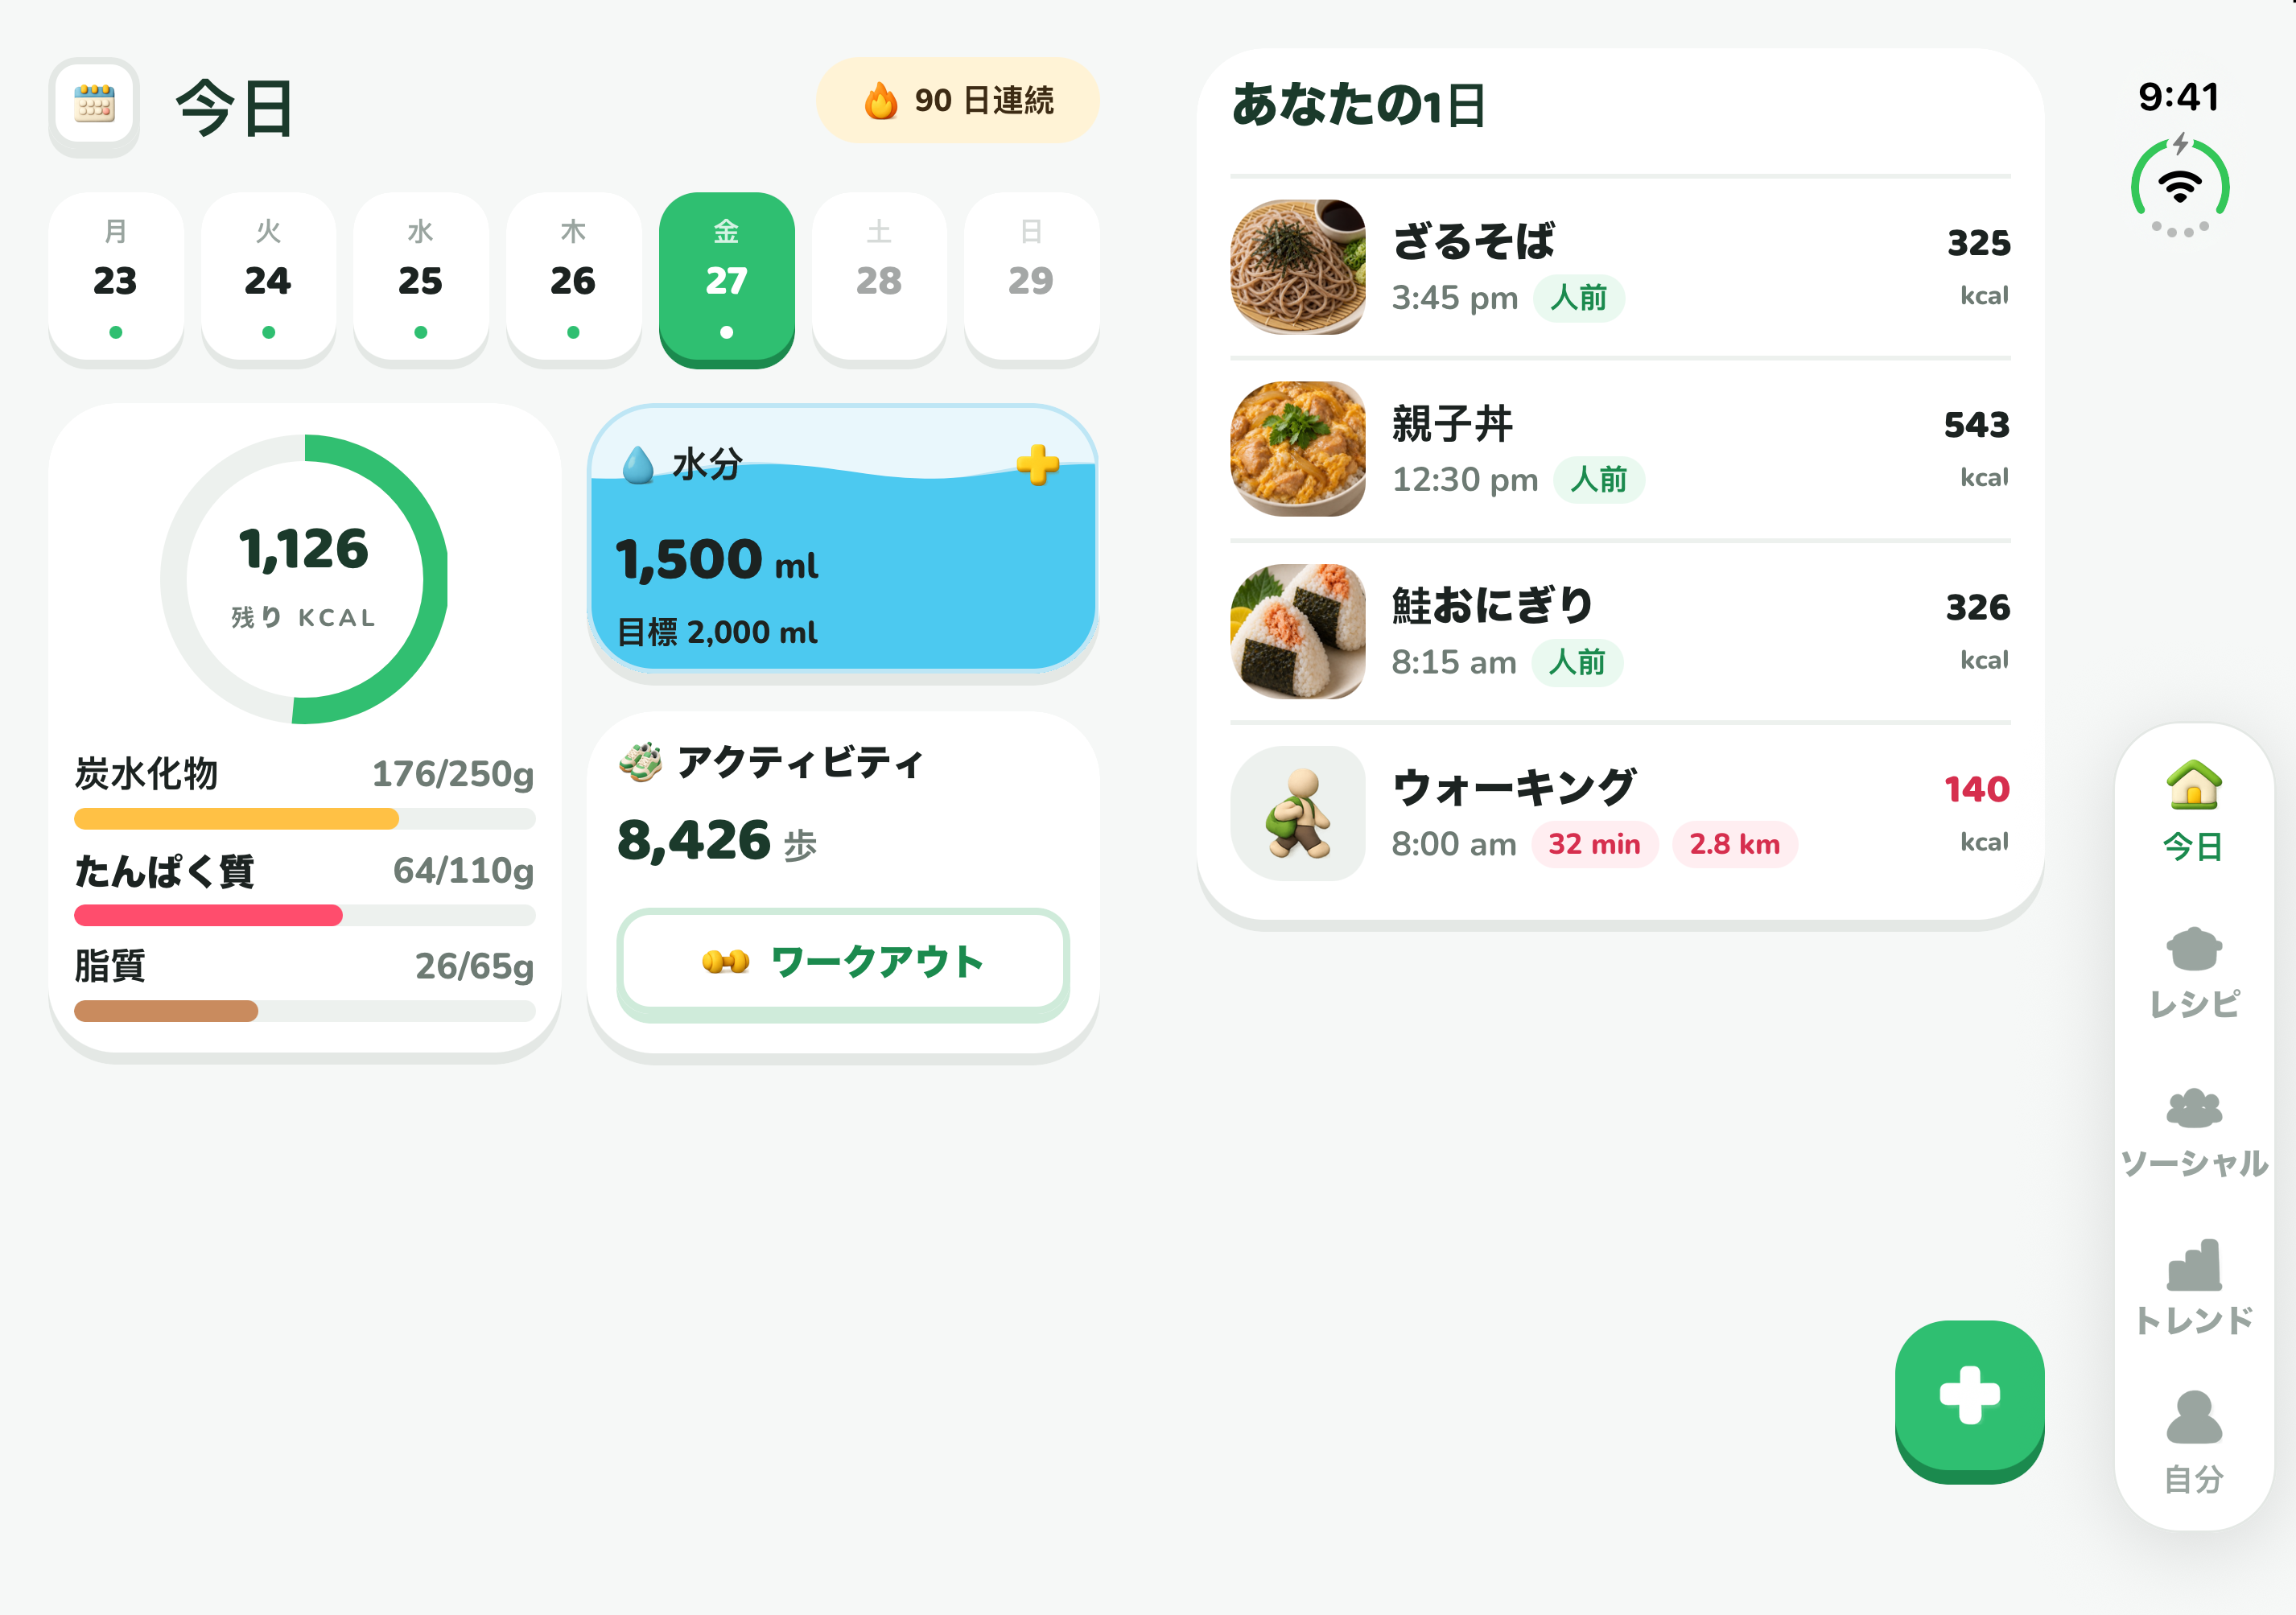 今日
90 日連続
月 火 水 木 金 土 日
23 24 25 26 27 28 29
1,126
残り KCAL
炭水化物 176/250g
たんぱく質 64/110g
脂質 26/65g
水分
1,500 ml
目標 2,000 ml
アクティビティ
8,426 歩
ワークアウト
あなたの1日
ざるそば 325
3:45 pm 人前 kcal
親子丼 543
12:30 pm 人前 kcal
鮭おにぎり 326
8:15 am 人前 kcal
ウォーキング 140
8:00 am 32 min 2.8 km kcal
9:41
今日
レシピ
ソーシャル
トレンド
自分